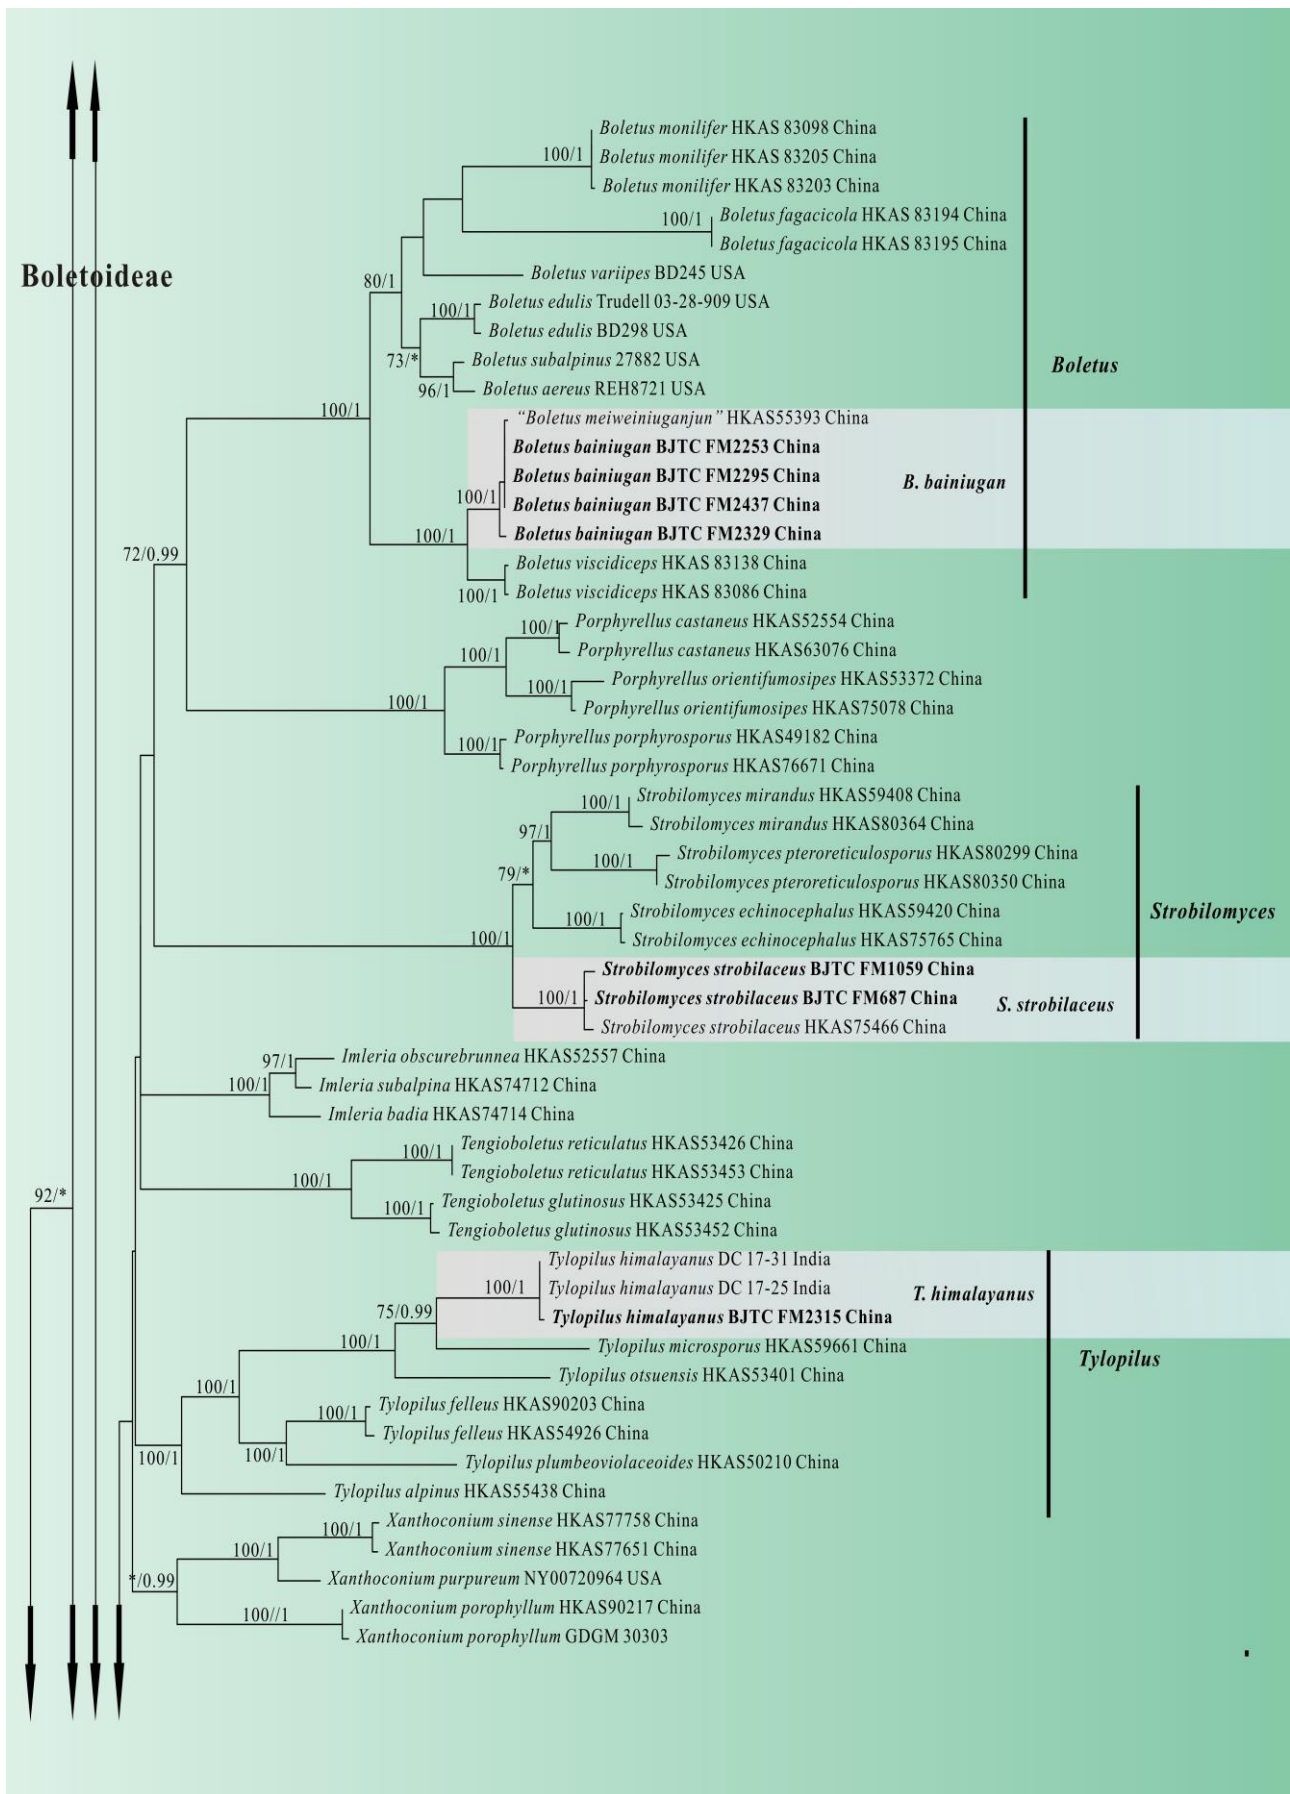 Boletus monilifer HKAS 83098 China
100/1
Boletus monilifer HKAS 83205 China
Boletus monilifer HKAS 83203 China
Boletus fagacicola HKAS 83194 China
100/1
Boletus fagacicola HKAS 83195 China
Boletoideae
Boletus variipes BD245 USA
80/1
Boletus edulis Trudell 03-28-909 USA
100/1
Boletus edulis BD298 USA
73/*
Boletus subalpinus 27882 USA
Boletus
96/1
Boletus aereus REH8721 USA
100/1
"Boletus meiweiniuganjun" HKAS55393 China
Boletus bainiugan BJTC FM2253 China
Boletus bainiugan BJTC FM2295 China
B. bainiugan
100/1
Boletus bainiugan BJTC FM2437 China
Boletus bainiugan BJTC FM2329 China
100/1
72/0.99
Boletus viscidiceps HKAS 83138 China
100/1
Boletus viscidiceps HKAS 83086 China
Porphyrellus castaneus HKAS52554 China
100/1
Porphyrellus castaneus HKAS63076 China
100/1
Porphyrellus orientifumosipes HKAS53372 China
100/1
100/1
Porphyrellus orientifumosipes HKAS75078 China
Porphyrellus porphyrosporus HKAS49182 China
100/1
Porphyrellus porphyrosporus HKAS76671 China
Strobilomyces mirandus HKAS59408 China
100/1
Strobilomyces mirandus HKAS80364 China
97/1
Strobilomyces pteroreticulosporus HKAS80299 China
100/1
79/*
Strobilomyces pteroreticulosporus HKAS80350 China
Strobilomyces echinocephalus HKAS59420 China
Strobilomyces
100/1
100/1
Strobilomyces echinocephalus HKAS75765 China
Strobilomyces strobilaceus BJTC FM1059 China
100/1
Strobilomyces strobilaceus BJTC FM687 China
S. strobilaceus
Strobilomyces strobilaceus HKAS75466 China
Imleria obscurebrunnea HKAS52557 China
97/1
100/1
Imleria subalpina HKAS74712 China
Imleria badia HKAS74714 China
Tengioboletus reticulatus HKAS53426 China
100/1
Tengioboletus reticulatus HKAS53453 China
100/1
92/*
Tengioboletus glutinosus HKAS53425 China
100/1
Tengioboletus glutinosus HKAS53452 China
Tylopilus himalayanus DC 17-31 India
100/1
Tylopilus himalayanus DC 17-25 India
T. himalayanus
75/0.99
Tylopilus himalayanus BJTC FM2315 China
100/1
Tylopilus microsporus HKAS59661 China
Tylopilus
Tylopilus otsuensis HKAS53401 China
100/1
Tylopilus felleus HKAS90203 China
100/1
Tylopilus felleus HKAS54926 China
100/1
100/1
Tylopilus plumbeoviolaceoides HKAS50210 China
Tylopilus alpinus HKAS55438 China
Xanthoconium sinense HKAS77758 China
100/1
Xanthoconium sinense HKAS77651 China
100/1
*/0.99
Xanthoconium purpureum NY00720964 USA
Xanthoconium porophyllum HKAS90217 China
100//1
Xanthoconium porophyllum GDGM 30303